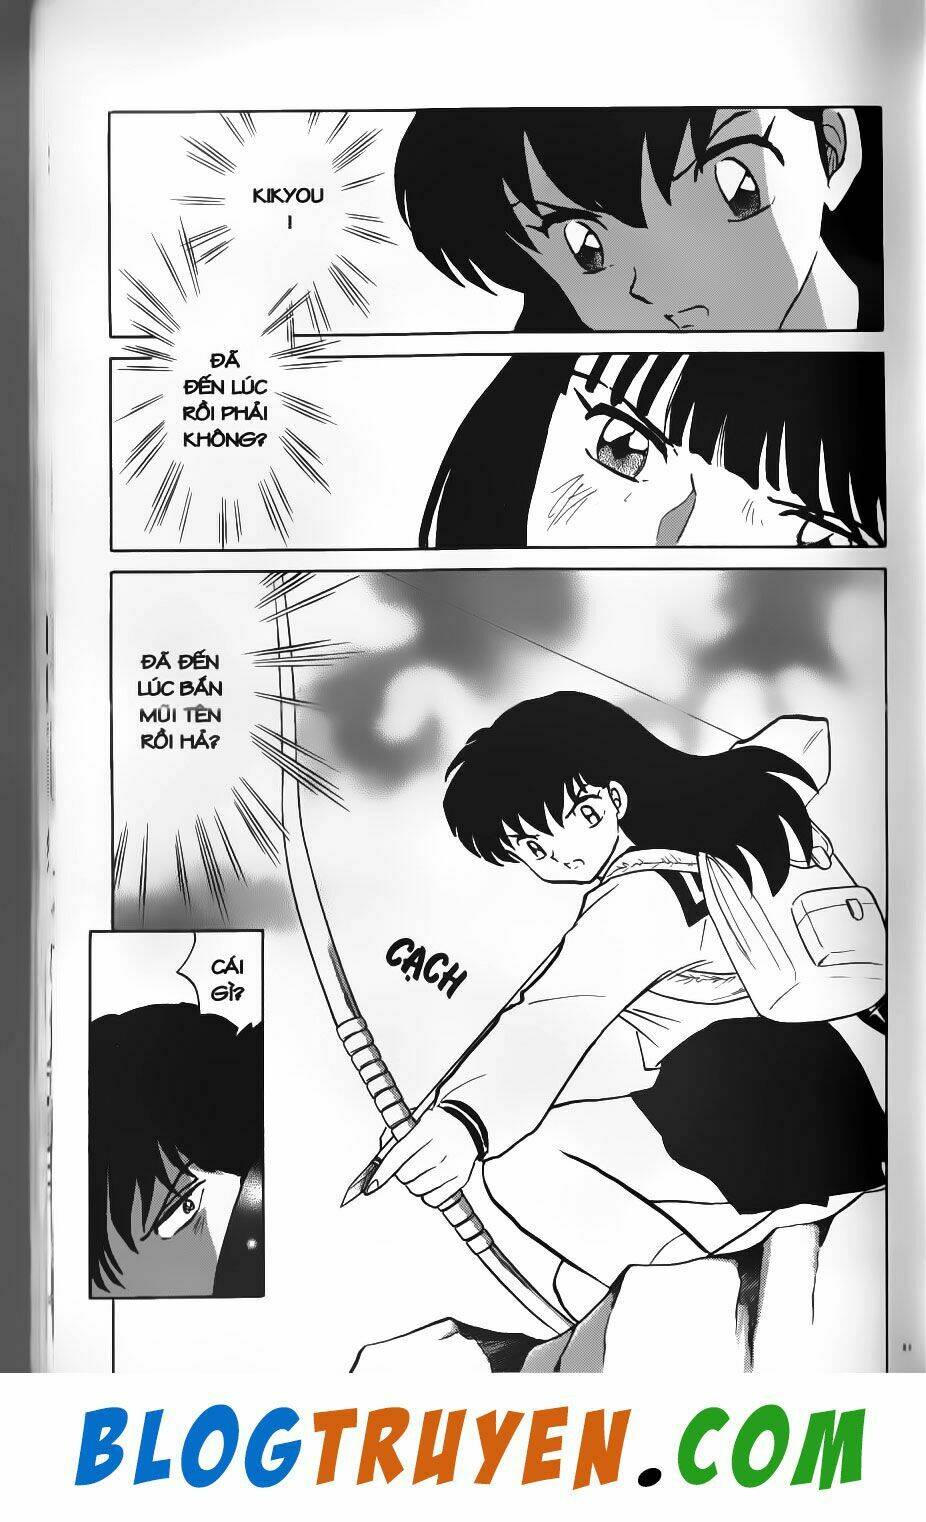 KIKYOU
!
ĐÃ
ĐẾN LÚC
RỒI PHẢI
KHÔNG?
ĐÃ ĐẾN
LÚC BẮN
MŨI TÊN
RỒI HẢ?
CẠCH
CÁI
GÌ?
BLOGTRUYEN.COM